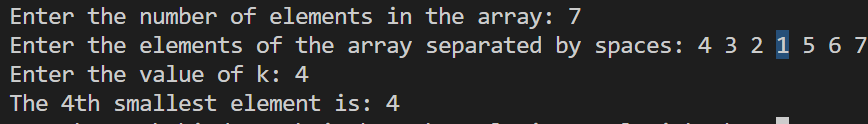 Enter the number of elements in the array: 7
Enter the elements of the array separated by spaces: 4 3 2 1 5 6 7
Enter the value of k: 4
The 4th smallest element is: 4